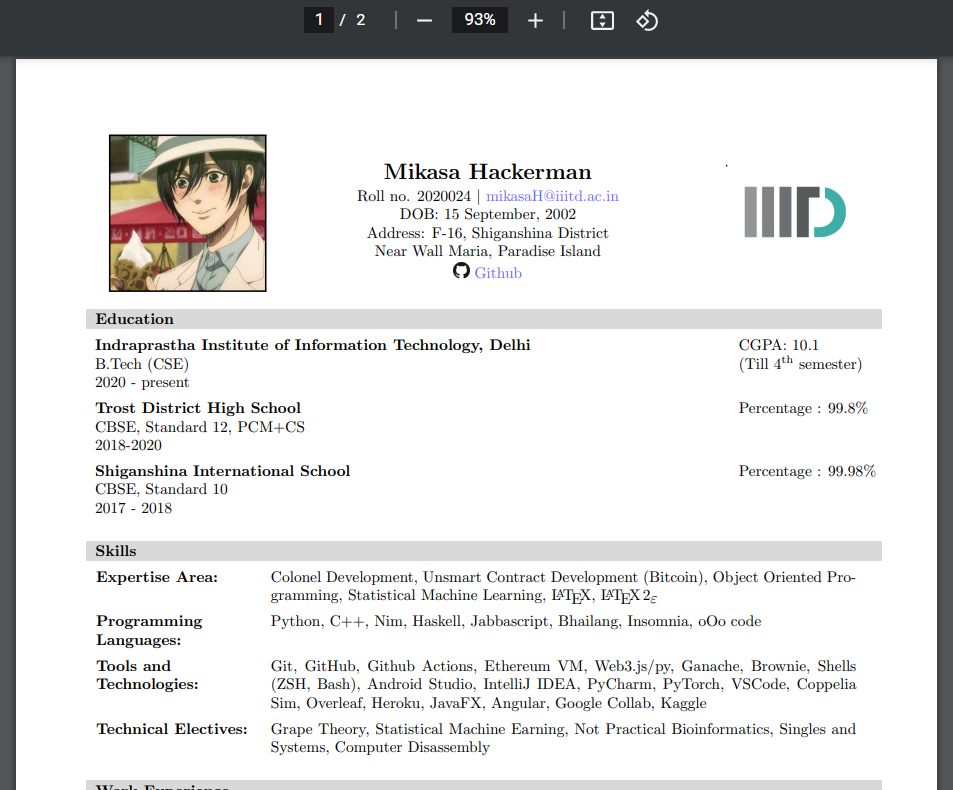 1 / 2 93%
Mikasa Hackerman
Roll no. 2020024 | mikasaH@iiitd.ac.in
DOB: 15 September, 2002
Address: F-16, Shiganshina District
Near Wall Maria, Paradise Island
Github
IIITD
Education
Indraprastha Institute of Information Technology, Delhi CGPA: 10.1
B.Tech (CSE) (Till 4th semester)
2020 - present
Trost District High School Percentage : 99.8%
CBSE, Standard 12, PCM+CS
2018-2020
Shiganshina International School Percentage : 99.98%
CBSE, Standard 10
2017 - 2018
Skills
Expertise Area: Colonel Development, Unsmart Contract Development (Bitcoin), Object Oriented Pro-
gramming, Statistical Machine Learning, LATEX, LATEX 2ε
Programming Python, C++, Nim, Haskell, Jabbascript, Bhailang, Insomnia, oOo code
Languages:
Tools and Git, GitHub, Github Actions, Ethereum VM, Web3.js/py, Ganache, Brownie, Shells
Technologies: (ZSH, Bash), Android Studio, IntelliJ IDEA, PyCharm, PyTorch, VSCode, Coppelia
Sim, Overleaf, Heroku, JavaFX, Angular, Google Collab, Kaggle
Technical Electives: Grape Theory, Statistical Machine Earning, Not Practical Bioinformatics, Singles and
Systems, Computer Disassembly
Work Experience